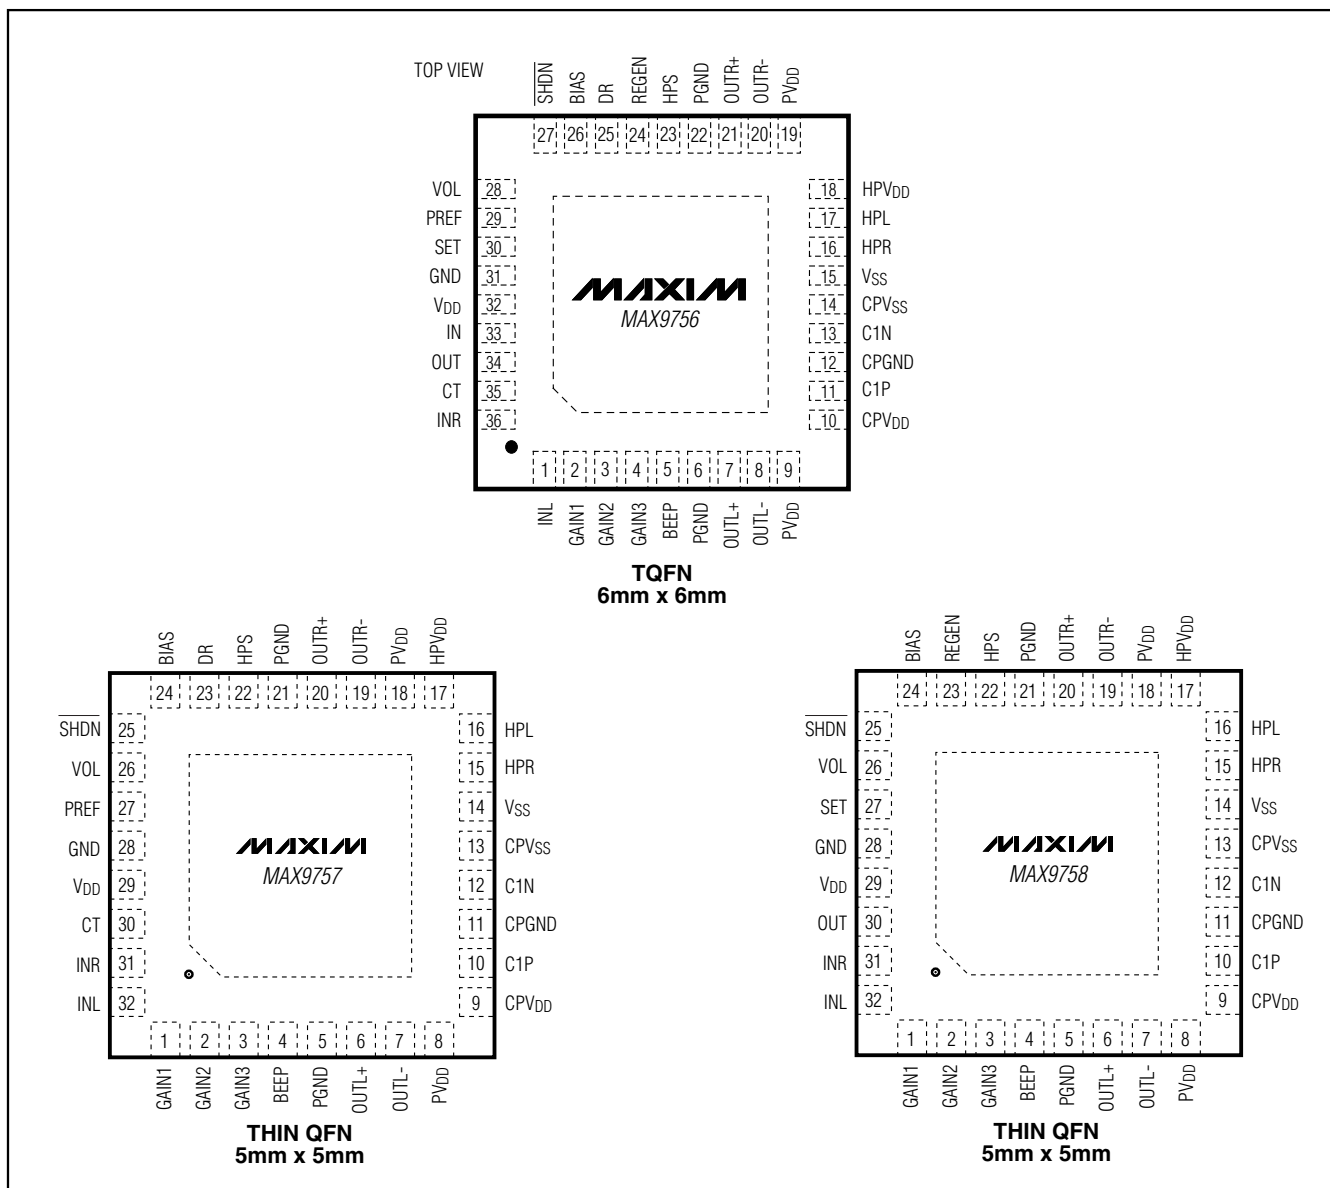 TOP VIEW
SHDN BIAS DR REGEN HPS PGND OUTR+ OUTR- PVDD
27 26 25 24 23 22 21 20 19
VOL 28 18 HPVDD
PREF 29 17 HPL
SET 30 16 HPR
GND 31 15 VSS
VDD 32 14 CPVSS
IN 33 13 C1N
OUT 34 12 CPGND
CT 35 11 C1P
INR 36 10 CPVDD
MAXIM
MAX9756
1 2 3 4 5 6 7 8 9
INL GAIN1 GAIN2 GAIN3 BEEP PGND OUTL+ OUTL- PVDD
TQFN
6mm x 6mm
BIAS DR HPS PGND OUTR+ OUTR- PVDD HPVDD
24 23 22 21 20 19 18 17
SHDN 25 16 HPL
VOL 26 15 HPR
PREF 27 14 VSS
GND 28 13 CPVSS
VDD 29 12 C1N
CT 30 11 CPGND
INR 31 10 C1P
INL 32 9 CPVDD
MAXIM
MAX9757
1 2 3 4 5 6 7 8
GAIN1 GAIN2 GAIN3 BEEP PGND OUTL+ OUTL- PVDD
THIN QFN
5mm x 5mm
BIAS REGEN HPS PGND OUTR+ OUTR- PVDD HPVDD
24 23 22 21 20 19 18 17
SHDN 25 16 HPL
VOL 26 15 HPR
SET 27 14 VSS
GND 28 13 CPVSS
VDD 29 12 C1N
OUT 30 11 CPGND
INR 31 10 C1P
INL 32 9 CPVDD
MAXIM
MAX9758
1 2 3 4 5 6 7 8
GAIN1 GAIN2 GAIN3 BEEP PGND OUTL+ OUTL- PVDD
THIN QFN
5mm x 5mm